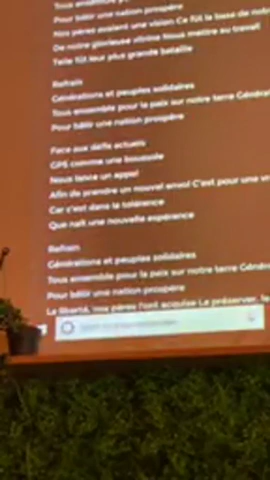 Tous ensemble
Pour bâtir une nation prospère
Nos pères avaient une vision Ce fût la base de notre
De notre glorieuse Nous mettre au travail
Telle fût leur plus grande bataille
Refrain
Générations et peuples solidaires
Tous ensemble pour la paix sur notre terre
Pour bâtir une nation prospère
Face aux défis actuels
GPS comme une boussole
Nous lance un appel
Afin de prendre un nouvel envol C'est pour une
Car c'est dans la tolérance
Que naît une nouvelle espérance
Refrain
Générations et peuples solidaires
Tous ensemble pour la paix sur notre terre
Pour bâtir une nation prospère
La liberté, nos pères l'ont acquise La préserver, le